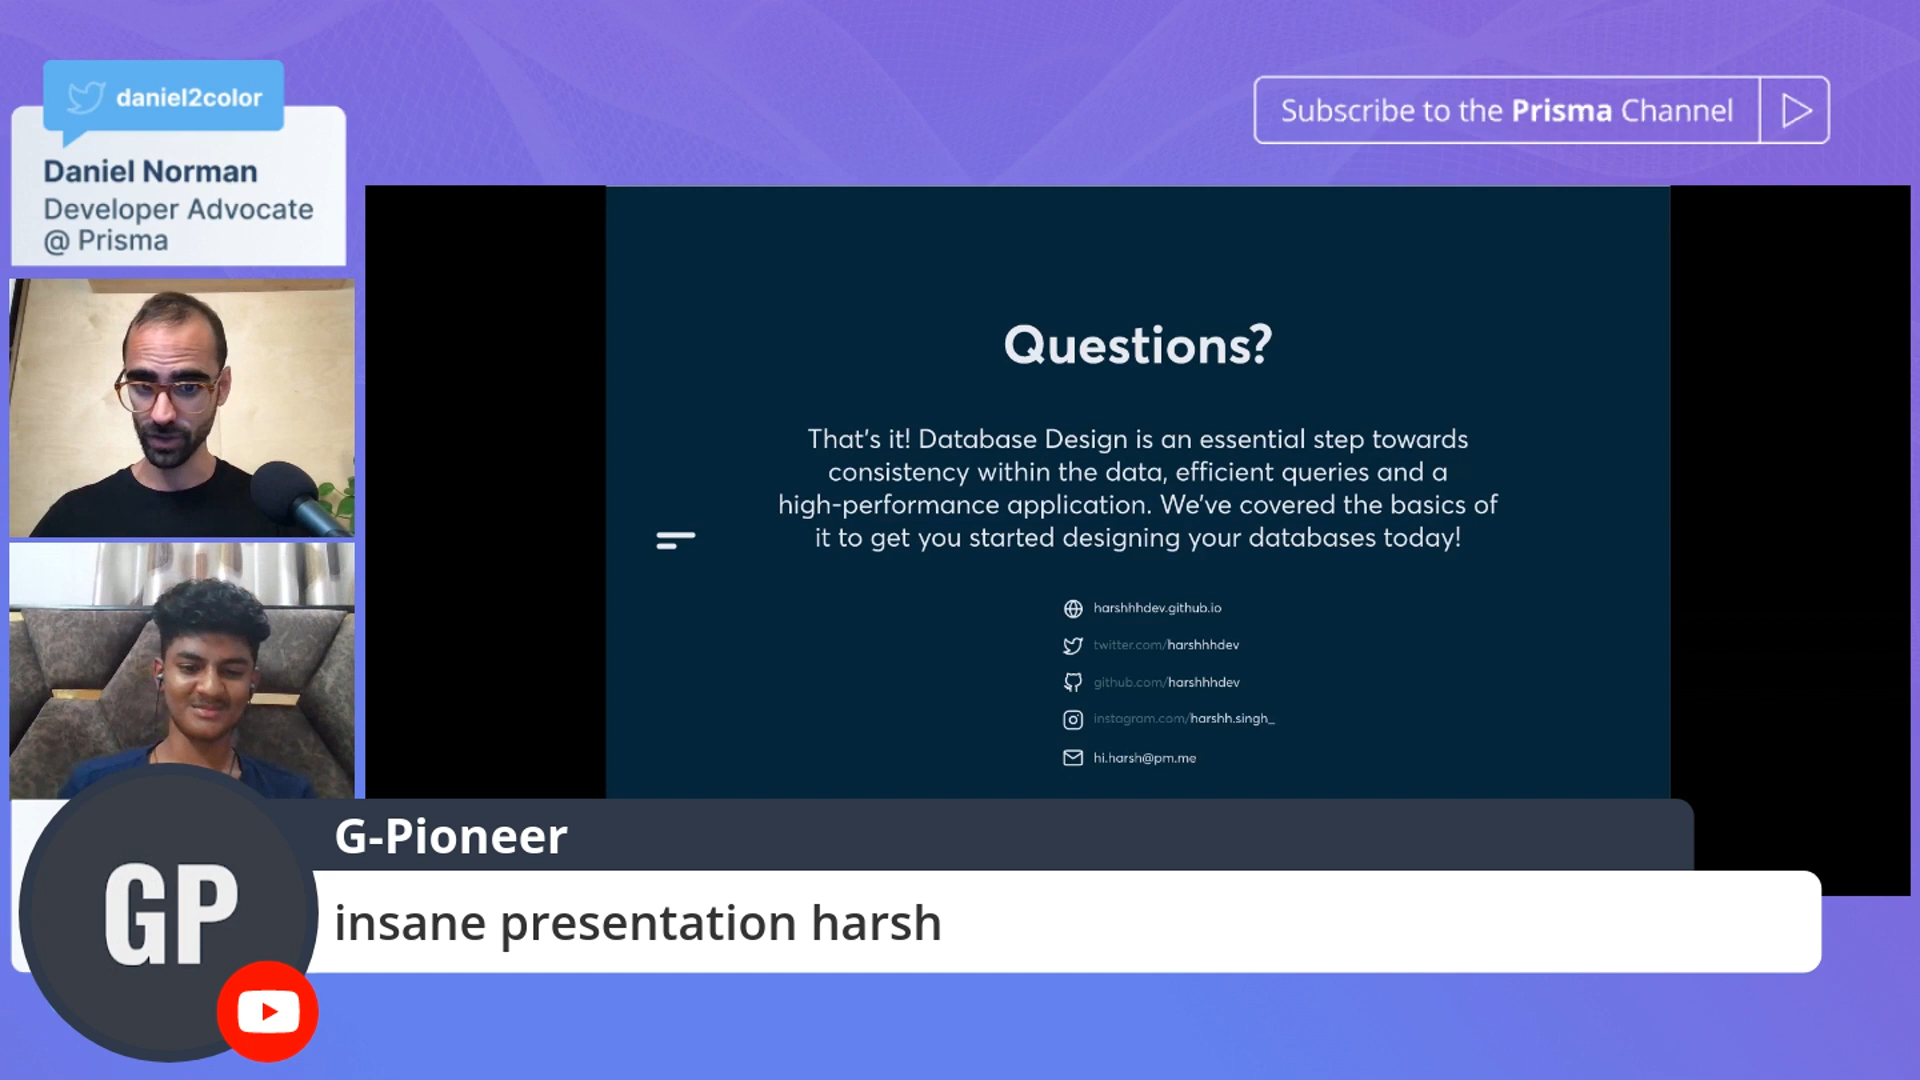 daniel2color
Daniel Norman
Developer Advocate
@ Prisma
Subscribe to the Prisma Channel
Questions?
That's it! Database Design is an essential step towards
consistency within the data, efficient queries and a
high-performance application. We've covered the basics of
it to get you started designing your databases today!
harshhhdev.github.io
twitter.com/harshhhdev
github.com/harshhhdev
instagram.com/harshh.singh_
hi.harsh@pm.me
GP
G-Pioneer
insane presentation harsh